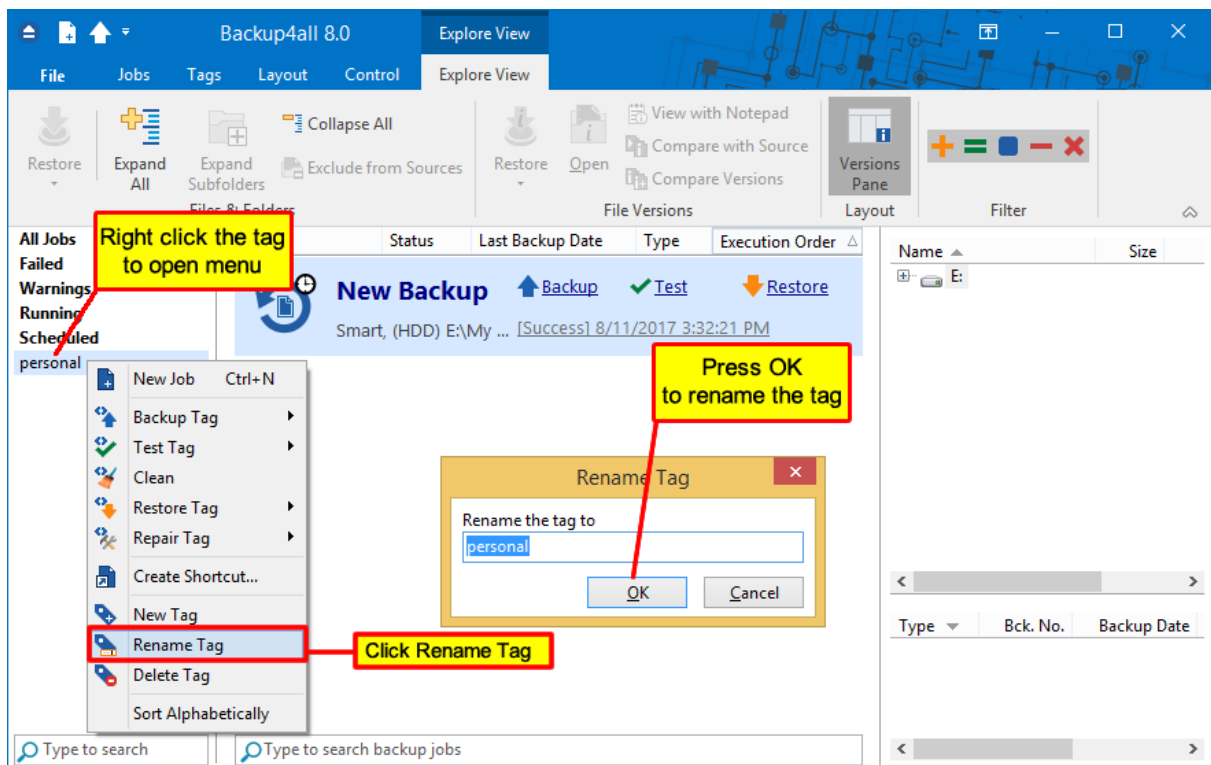 Backup4all 8.0
Explore View
File
Jobs
Tags
Layout
Control
Explore View
Restore
Expand
All
Expand
Subfolders
Collapse All
Exclude from Sources
Files & Folders
Restore
Open
View with Notepad
Compare with Source
Compare Versions
File Versions
Versions
Pane
Layout
Filter
All Jobs
Failed
Warnings
Running
Scheduled
personal
Right click the tag
to open menu
Status
Last Backup Date
Type
Execution Order
New Backup
Backup
Test
Restore
Smart, (HDD) E:\My ... [Success] 8/11/2017 3:32:21 PM
Name
Size
E:
Press OK
to rename the tag
New Job Ctrl+N
Backup Tag
Test Tag
Clean
Restore Tag
Repair Tag
Create Shortcut...
New Tag
Rename Tag
Delete Tag
Sort Alphabetically
Click Rename Tag
Rename Tag
Rename the tag to
personal
OK
Cancel
Type
Bck. No.
Backup Date
Type to search
Type to search backup jobs